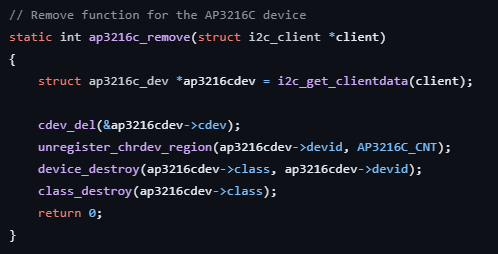 // Remove function for the AP3216C device
static int ap3216c_remove(struct i2c_client *client)
{
    struct ap3216c_dev *ap3216cdev = i2c_get_clientdata(client);

    cdev_del(&ap3216cdev->cdev);
    unregister_chrdev_region(ap3216cdev->devid, AP3216C_CNT);
    device_destroy(ap3216cdev->class, ap3216cdev->devid);
    class_destroy(ap3216cdev->class);
    return 0;
}